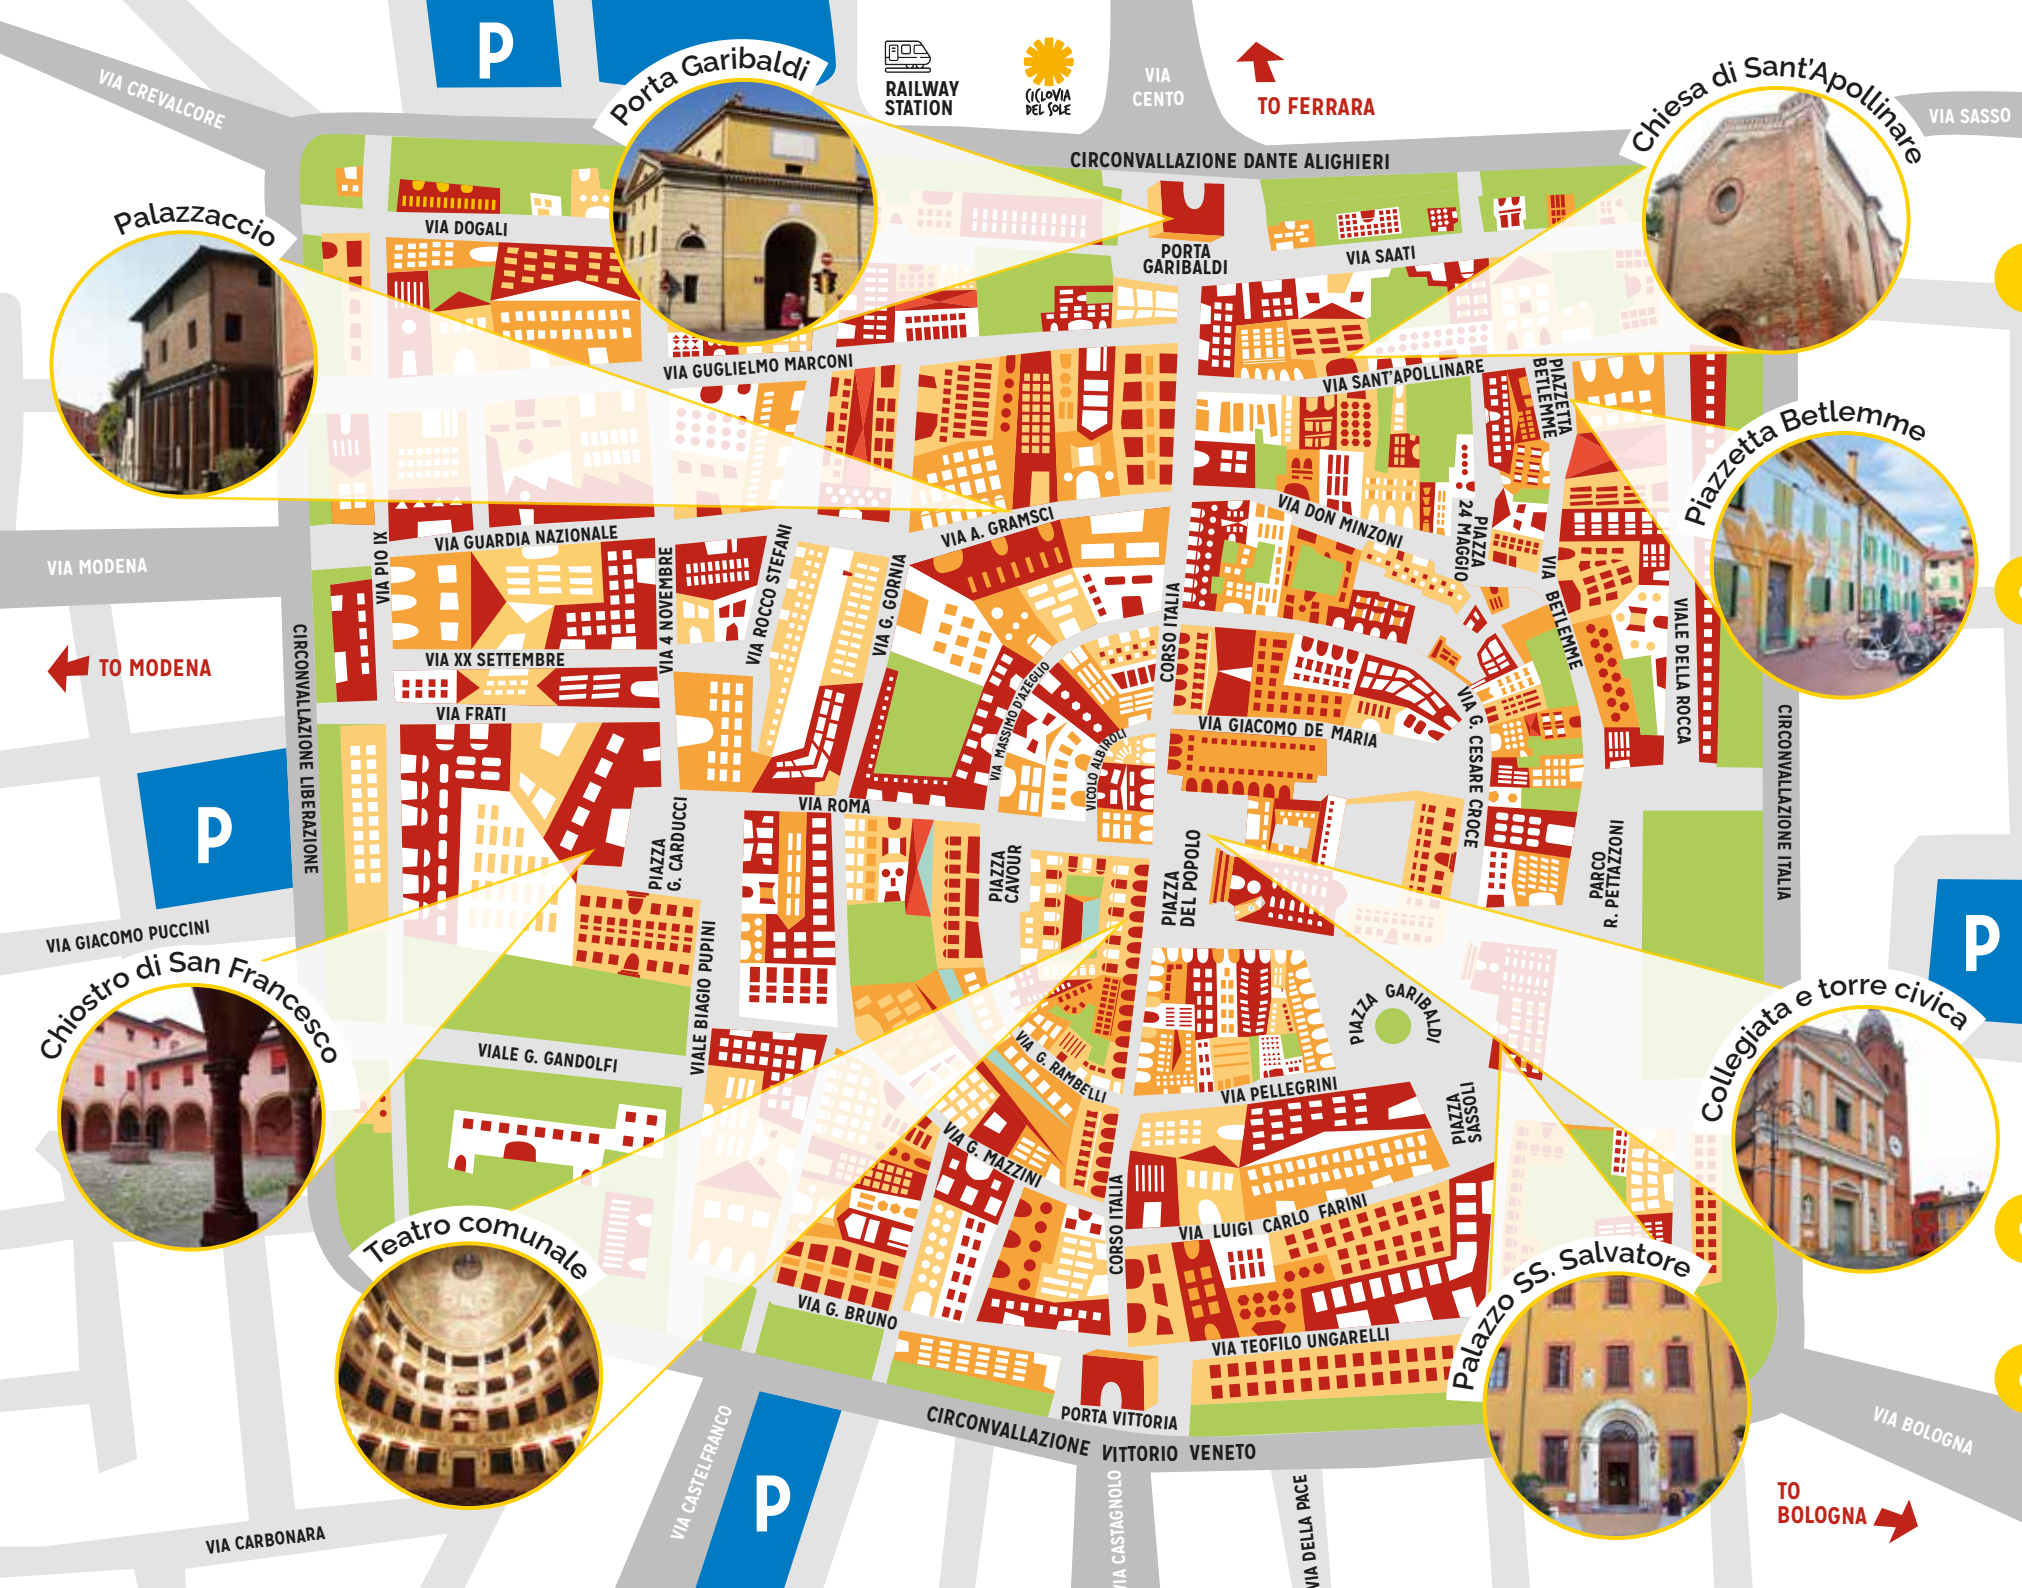 P
Porta Garibaldi
RAILWAY
STATION
CICLOVIA
DEL SOLE
VIA
CENTO
TO FERRARA
Chiesa di Sant'Apollinare
VIA SASSO
VIA CREVALCORE
CIRCONVALLAZIONE DANTE ALIGHIERI
Palazzaccio
VIA DOGALI
PORTA
GARIBALDI
VIA SAATI
VIA GUGLIELMO MARCONI
VIA SANT'APOLLINARE
PIAZZETTA
BETLEMME
Piazzetta Betlemme
VIA MODENA
VIA PIO IX
VIA GUARDIA NAZIONALE
VIA A. GRAMSCI
VIA DON MINZONI
PIAZZA
24 MAGGIO
VIA BETLEMME
VIA 4 NOVEMBRE
VIA ROCCO STEFANI
VIA G. GORNIA
CORSO ITALIA
TO MODENA
VIA XX SETTEMBRE
VIA FRATI
CIRCONVALLAZIONE LIBERAZIONE
VIA MASSIMO D'AZEGLIO
VICOLO ALBIROLI
VIA GIACOMO DE MARIA
VIA G. CESARE CROCE
VIALE DELLA ROCCA
CIRCONVALLAZIONE ITALIA
P
VIA ROMA
PIAZZA
G. CARDUCCI
PIAZZA
CAVOUR
PIAZZA
DEL POPOLO
PARCO
R. PETTAZZONI
P
VIA GIACOMO PUCCINI
Chiostro di San Francesco
VIALE BIAGIO PUPINI
VIALE G. GANDOLFI
VIA G. RAMBELLI
PIAZZA GARIBALDI
Collegiata e torre civica
VIA PELLEGRINI
PIAZZA
SASSOLI
VIA G. MAZZINI
CORSO ITALIA
VIA LUIGI CARLO FARINI
Teatro comunale
Palazzo SS. Salvatore
VIA G. BRUNO
VIA TEOFILO UNGARELLI
PORTA VITTORIA
CIRCONVALLAZIONE VITTORIO VENETO
VIA CASTELFRANCO
P
VIA CASTAGNOLO
VIA DELLA PACE
VIA CARBONARA
VIA BOLOGNA
TO
BOLOGNA